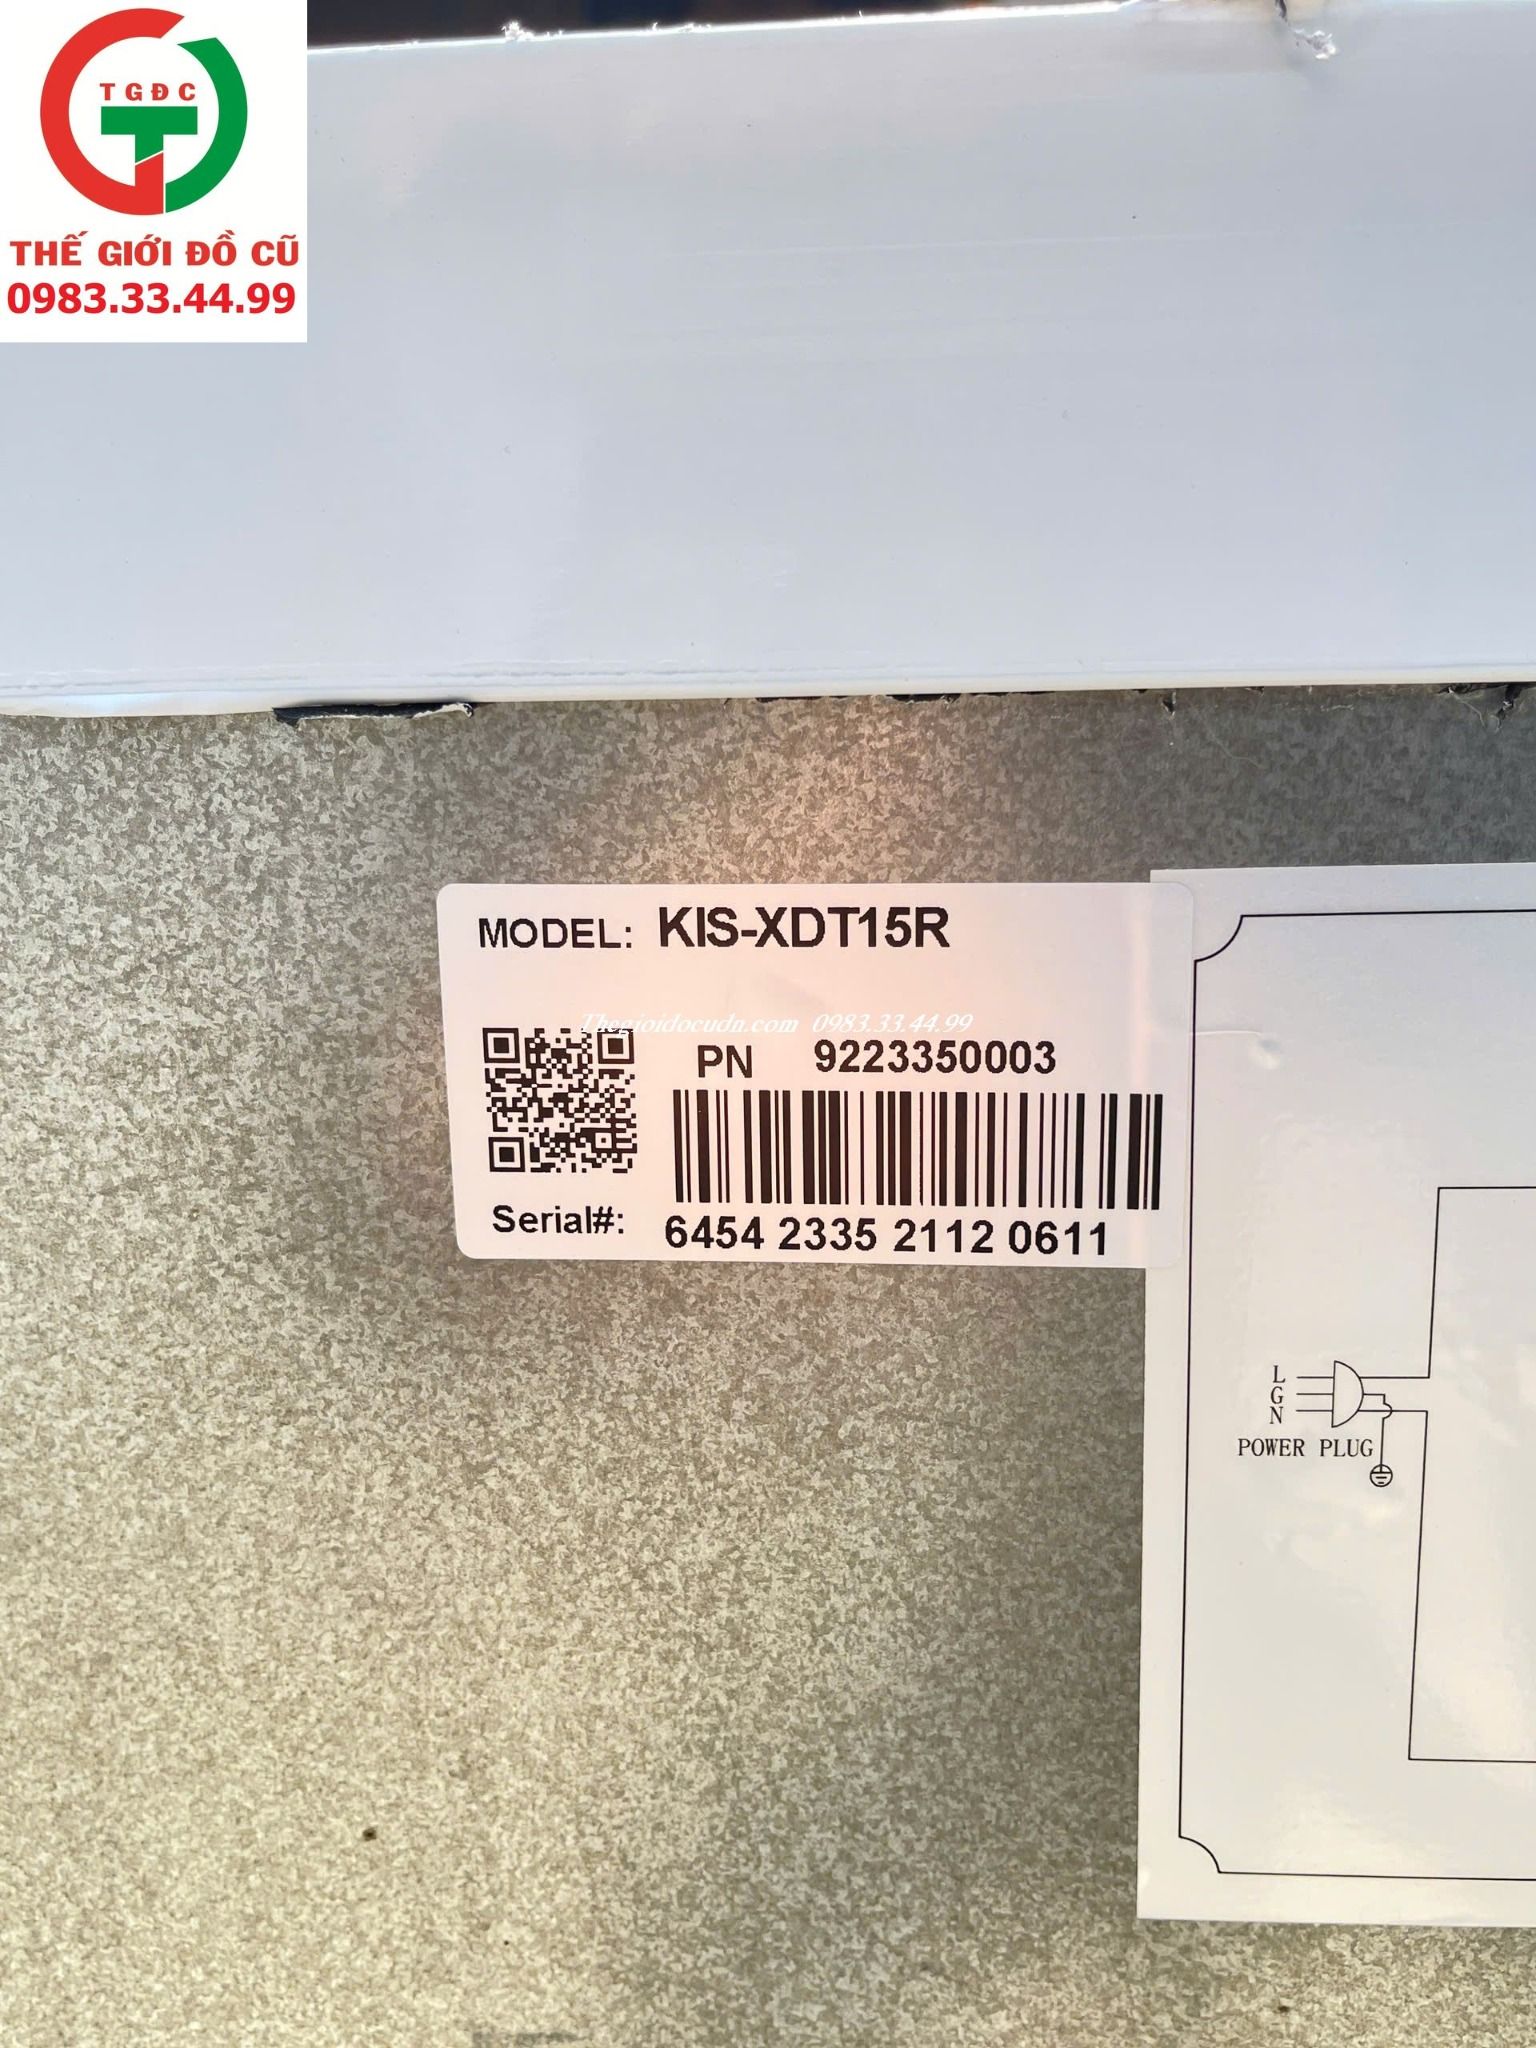 TGĐC
THẾ GIỚI ĐỒ CŨ
0983.33.44.99
MODEL: KIS-XDT15R
Thegioidocudn.com 0983.33.44.99
PN 9223350003
Serial#: 6454 2335 2112 0611
L
G
N
POWER PLUG